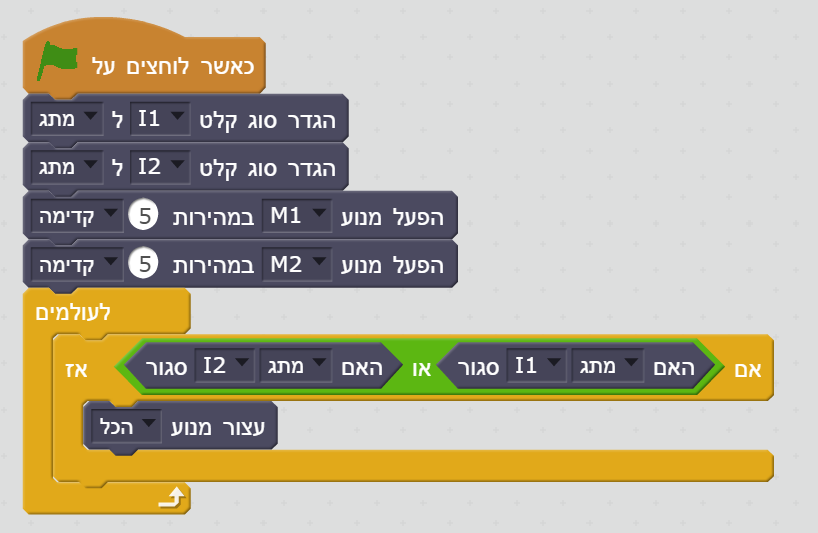 כאשר לוחצים על
הגדר סוג קלט I1 ל מתג
הגדר סוג קלט I2 ל מתג
הפעל מנוע M1 במהירות 5 קדימה
הפעל מנוע M2 במהירות 5 קדימה
לעולמים
אם האם מתג I1 סגור או האם מתג I2 סגור אז
עצור מנוע הכל